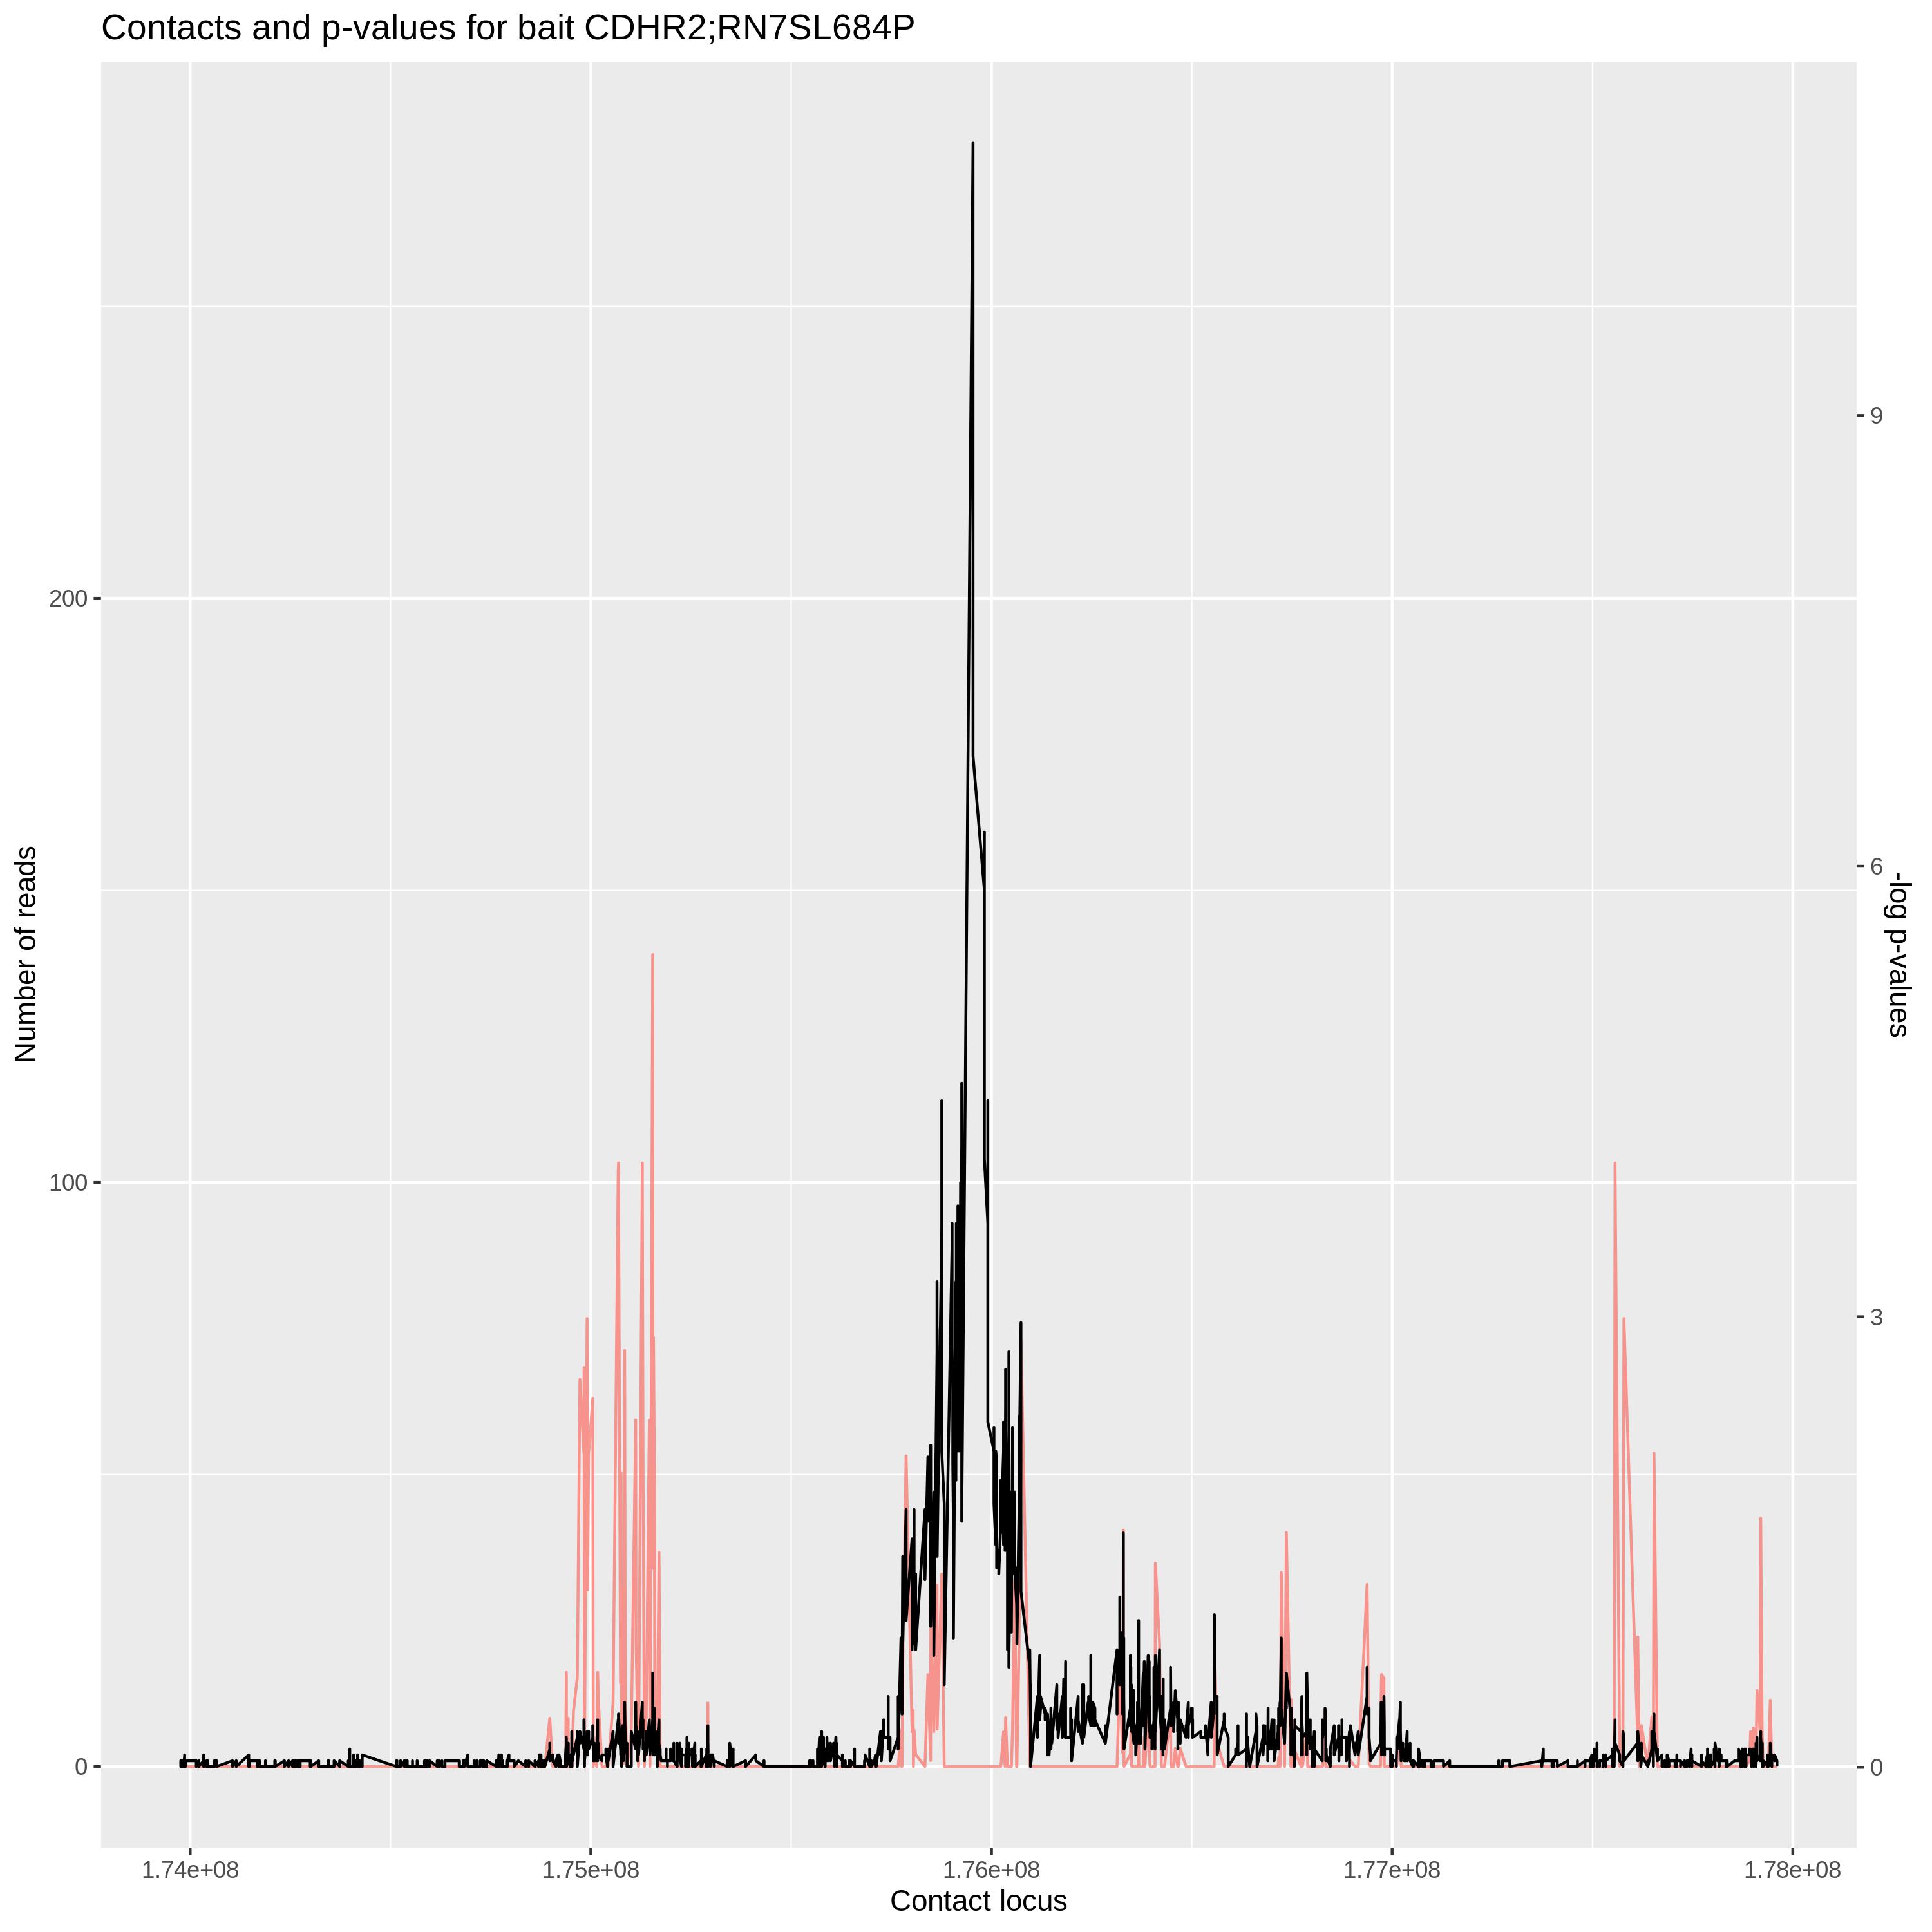 Contacts and p-values for bait CDHR2;RN7SL684P
Number of reads
200
100
0
9
6
3
0
-log p-values
1.74e+08
1.75e+08
1.76e+08
1.77e+08
1.78e+08
Contact locus